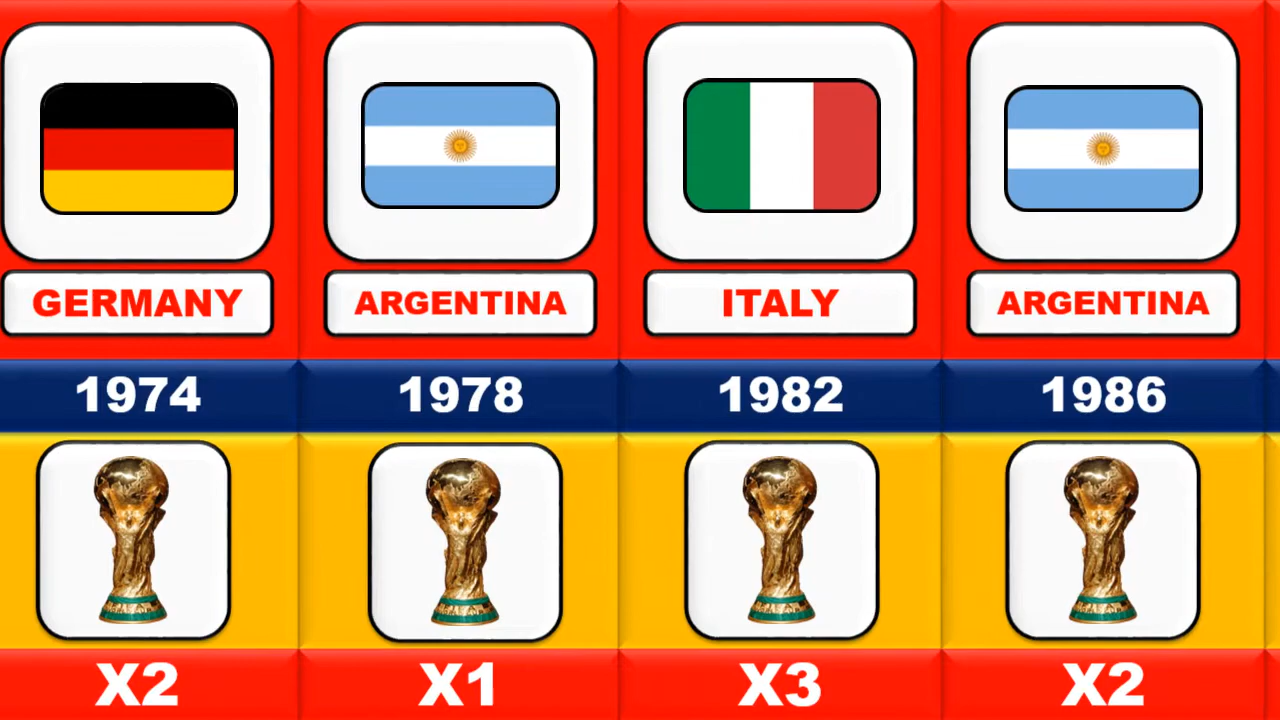 GERMANY
ARGENTINA
ITALY
ARGENTINA
1974
1978
1982
1986
X2
X1
X3
X2